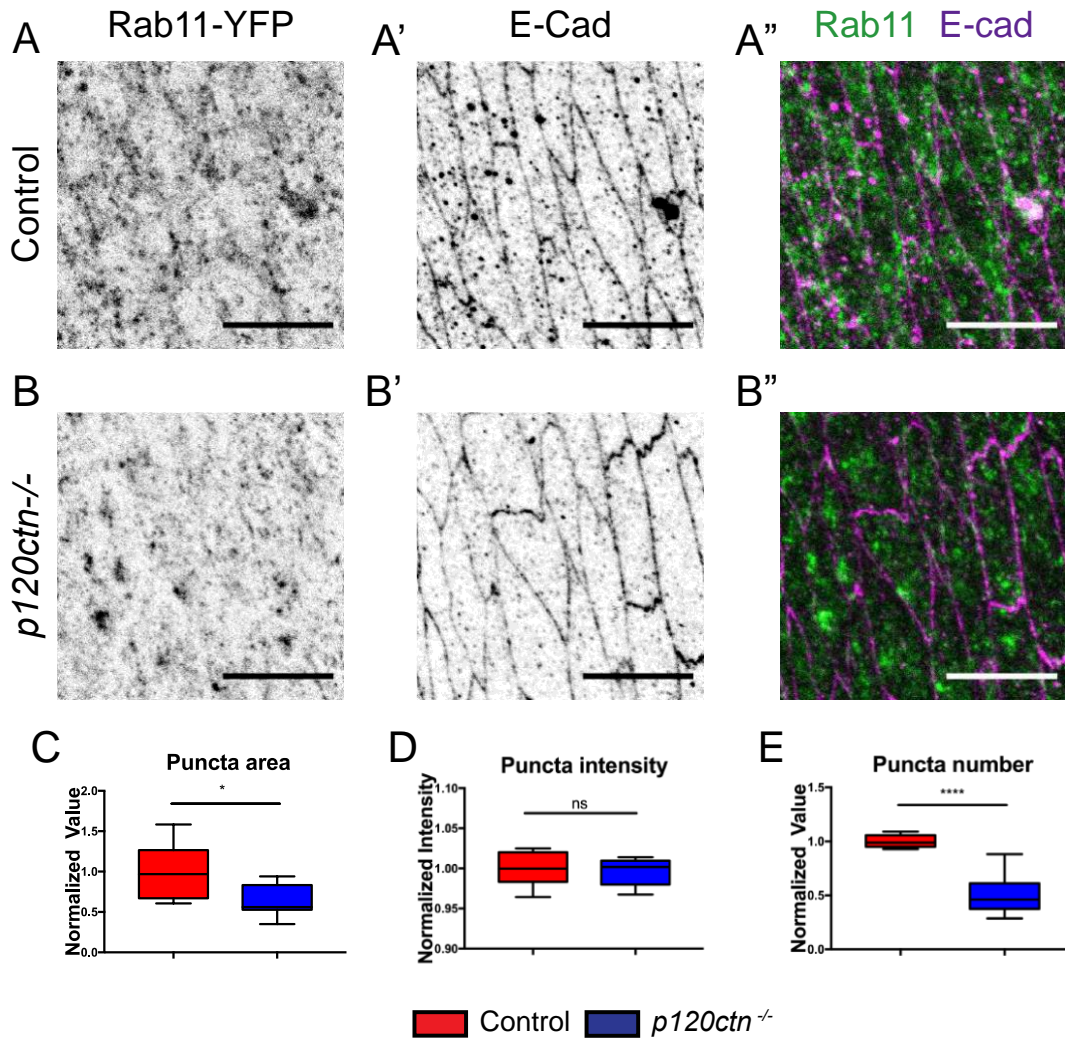 A Rab11-YFP A' E-Cad A" Rab11 E-cad
Control
B B' B"
p120ctn-/-
C D E
Puncta area
*
Normalized Value
2.0
1.5
1.0
0.5
0.0
Puncta intensity
ns
Normalized Intensity
1.10
1.05
1.00
0.95
0.90
Puncta number
****
Normalized Value
1.5
1.0
0.5
0.0
Control p120ctn -/-